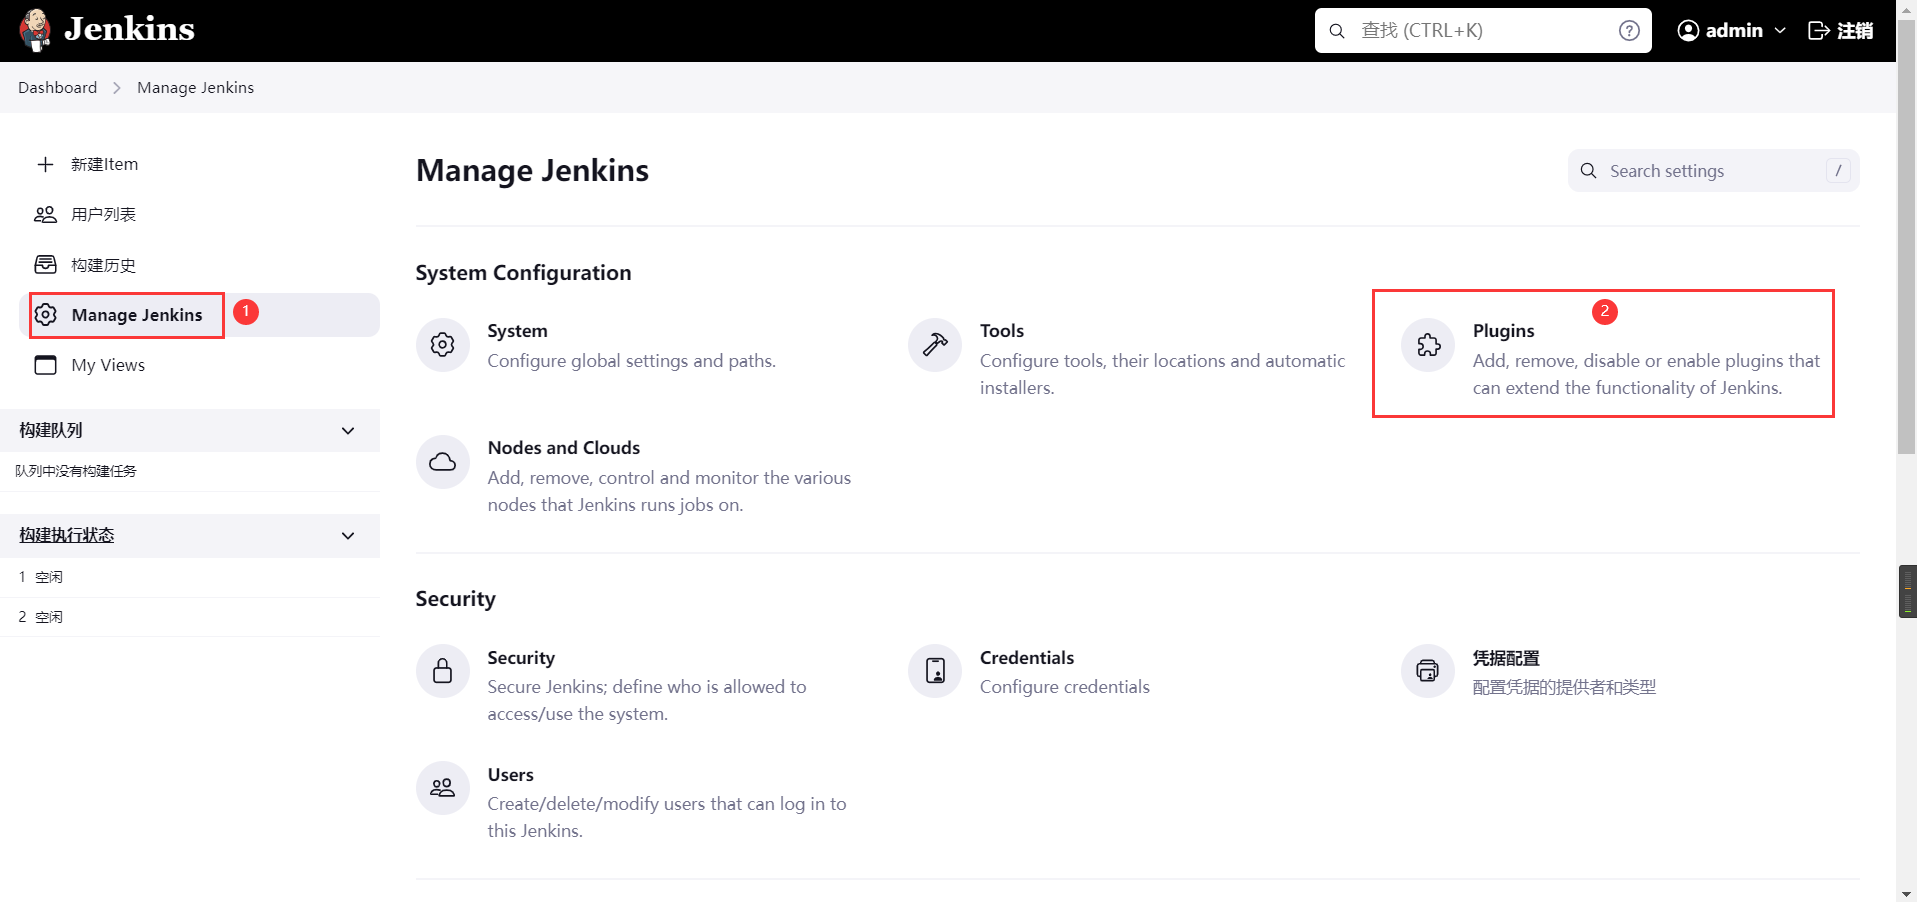 Jenkins
查找 (CTRL+K)
?
admin
注销
Dashboard
Manage Jenkins
新建Item
用户列表
构建历史
Manage Jenkins
1
My Views
构建队列
队列中没有构建任务
构建执行状态
1 空闲
2 空闲
Manage Jenkins
Search settings
/
System Configuration
System
Configure global settings and paths.
Tools
Configure tools, their locations and automatic
installers.
2
Plugins
Add, remove, disable or enable plugins that
can extend the functionality of Jenkins.
Nodes and Clouds
Add, remove, control and monitor the various
nodes that Jenkins runs jobs on.
Security
Security
Secure Jenkins; define who is allowed to
access/use the system.
Credentials
Configure credentials
凭据配置
配置凭据的提供者和类型
Users
Create/delete/modify users that can log in to
this Jenkins.